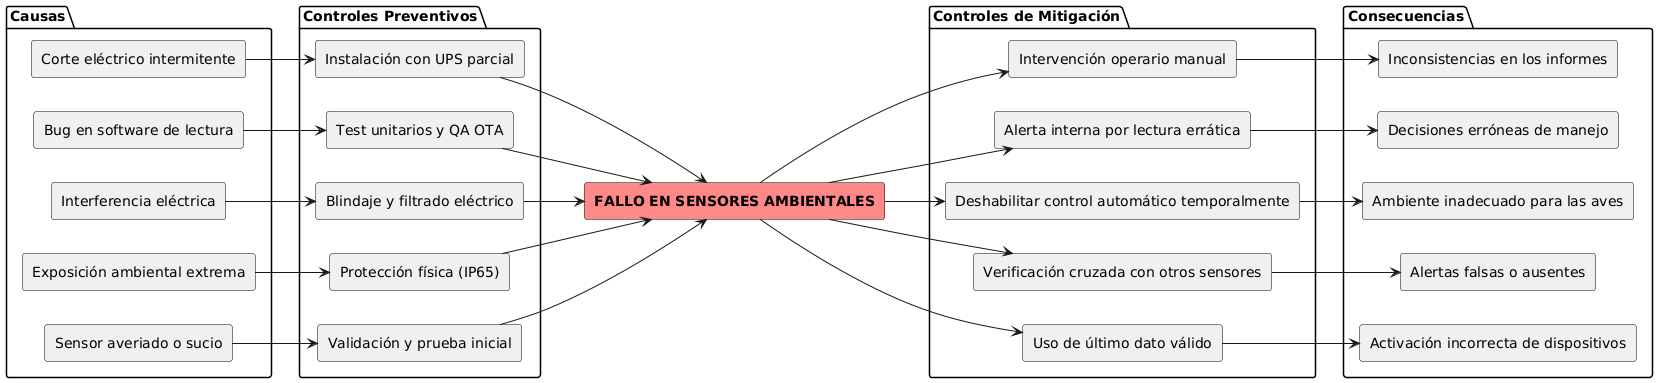 Causas
Corte eléctrico intermitente
Bug en software de lectura
Interferencia eléctrica
Exposición ambiental extrema
Sensor averiado o sucio
Controles Preventivos
Instalación con UPS parcial
Test unitarios y QA OTA
Blindaje y filtrado eléctrico
Protección física (IP65)
Validación y prueba inicial
FALLO EN SENSORES AMBIENTALES
Controles de Mitigación
Intervención operario manual
Alerta interna por lectura errática
Deshabilitar control automático temporalmente
Verificación cruzada con otros sensores
Uso de último dato válido
Consecuencias
Inconsistencias en los informes
Decisiones erróneas de manejo
Ambiente inadecuado para las aves
Alertas falsas o ausentes
Activación incorrecta de dispositivos